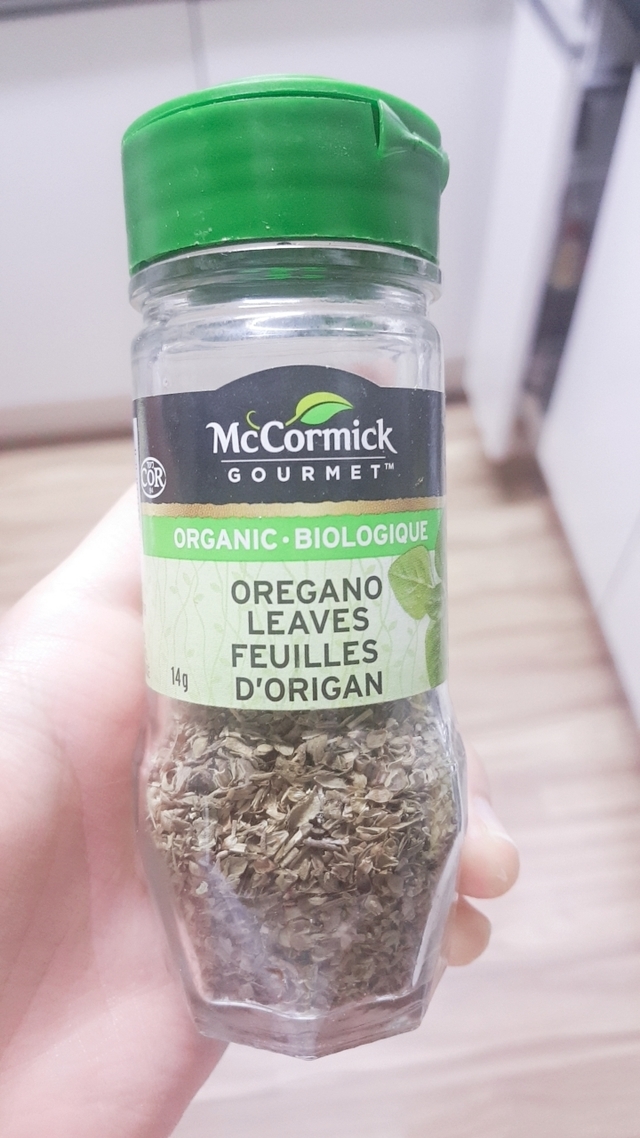 McCormick
GOURMET™
COR
ORGANIC • BIOLOGIQUE
OREGANO
LEAVES
FEUILLES
D'ORIGAN
14g